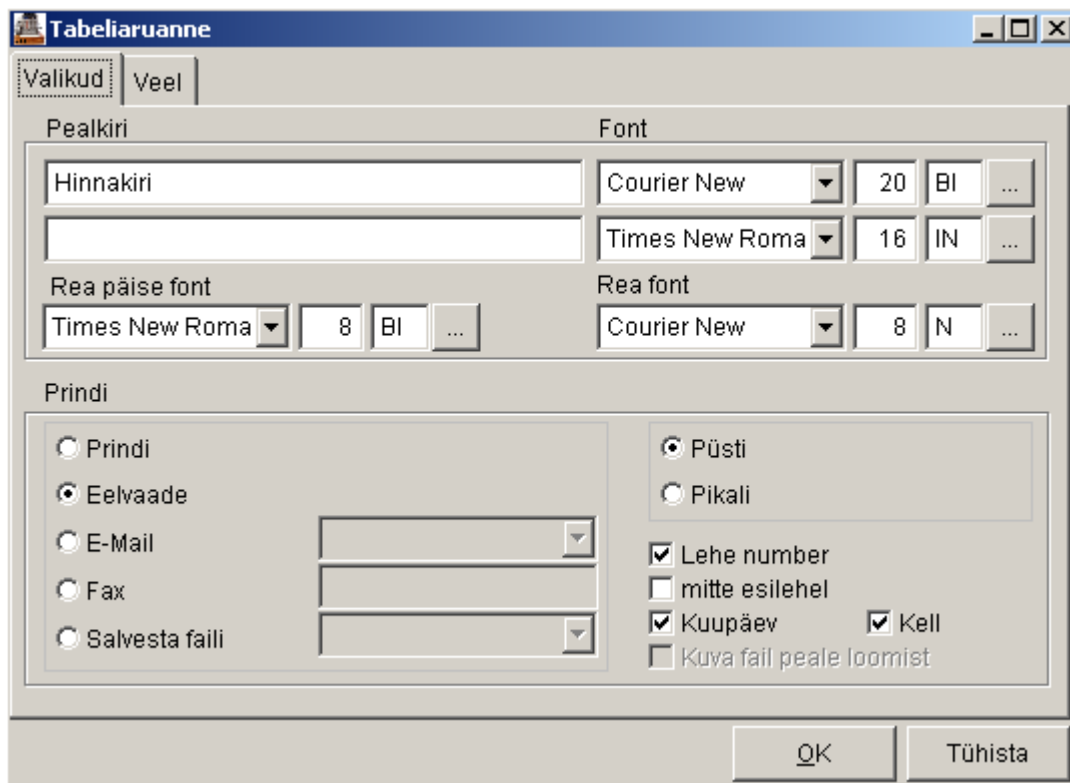 Tabeliaruanne
Valikud Veel
Pealkiri Font
Hinnakiri Courier New 20 BI ...
Times New Roma 16 IN ...
Rea päise font Rea font
Times New Roma 8 BI ... Courier New 8 N ...
Prindi
Prindi Püsti
Eelvaade Pikali
E-Mail
Lehe number
Fax mitte esilehel
Kuupäev Kell
Salvesta faili
Kuva fail peale loomist
OK Tühista